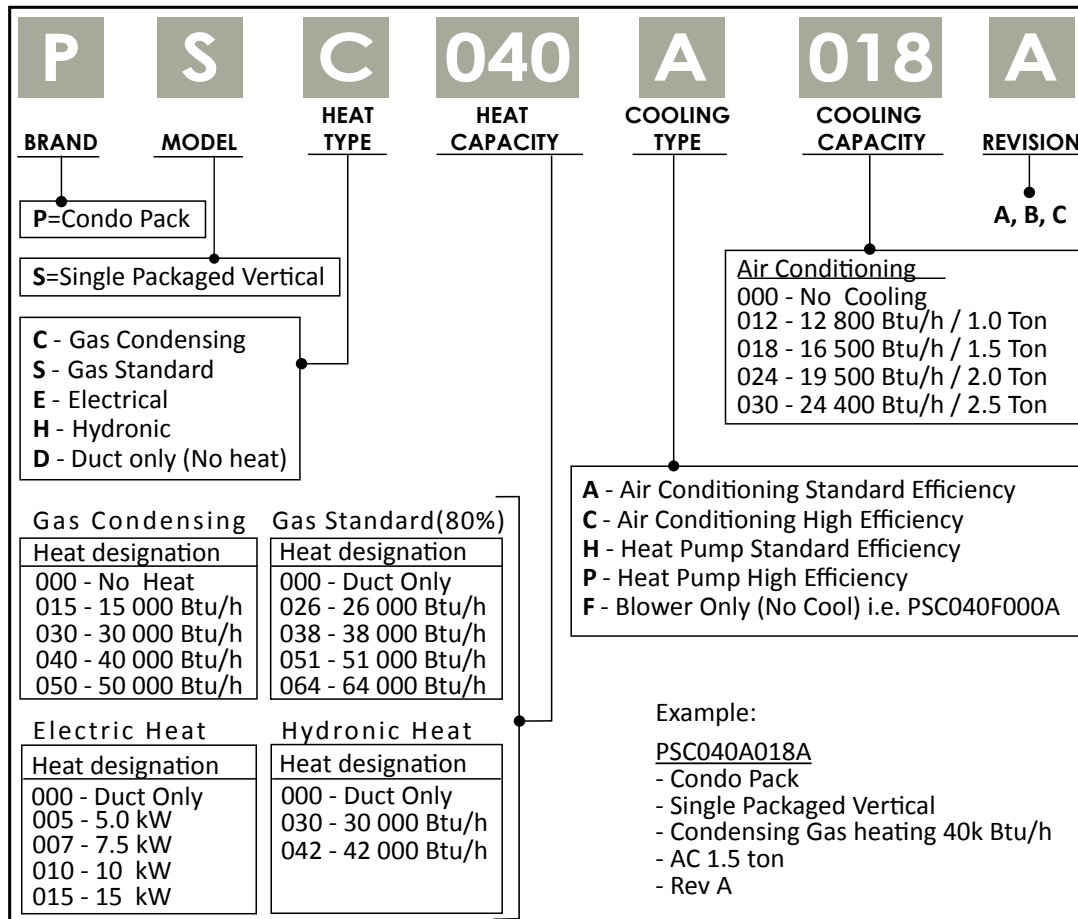 P S C 040 A 018 A
BRAND
MODEL
HEAT
TYPE
HEAT
CAPACITY
COOLING
TYPE
COOLING
CAPACITY
REVISION
P=Condo Pack
A, B, C
S=Single Packaged Vertical
Air Conditioning
000 - No Cooling
012 - 12 800 Btu/h / 1.0 Ton
018 - 16 500 Btu/h / 1.5 Ton
024 - 19 500 Btu/h / 2.0 Ton
030 - 24 400 Btu/h / 2.5 Ton
C - Gas Condensing
S - Gas Standard
E - Electrical
H - Hydronic
D - Duct only (No heat)
A - Air Conditioning Standard Efficiency
C - Air Conditioning High Efficiency
H - Heat Pump Standard Efficiency
P - Heat Pump High Efficiency
F - Blower Only (No Cool) i.e. PSC040F000A
Gas Condensing
Heat designation
000 - No Heat
015 - 15 000 Btu/h
030 - 30 000 Btu/h
040 - 40 000 Btu/h
050 - 50 000 Btu/h
Gas Standard(80%)
Heat designation
000 - Duct Only
026 - 26 000 Btu/h
038 - 38 000 Btu/h
051 - 51 000 Btu/h
064 - 64 000 Btu/h
Electric Heat
Heat designation
000 - Duct Only
005 - 5.0 kW
007 - 7.5 kW
010 - 10 kW
015 - 15 kW
Hydronic Heat
Heat designation
000 - Duct Only
030 - 30 000 Btu/h
042 - 42 000 Btu/h
Example:
PSC040A018A
- Condo Pack
- Single Packaged Vertical
- Condensing Gas heating 40k Btu/h
- AC 1.5 ton
- Rev A